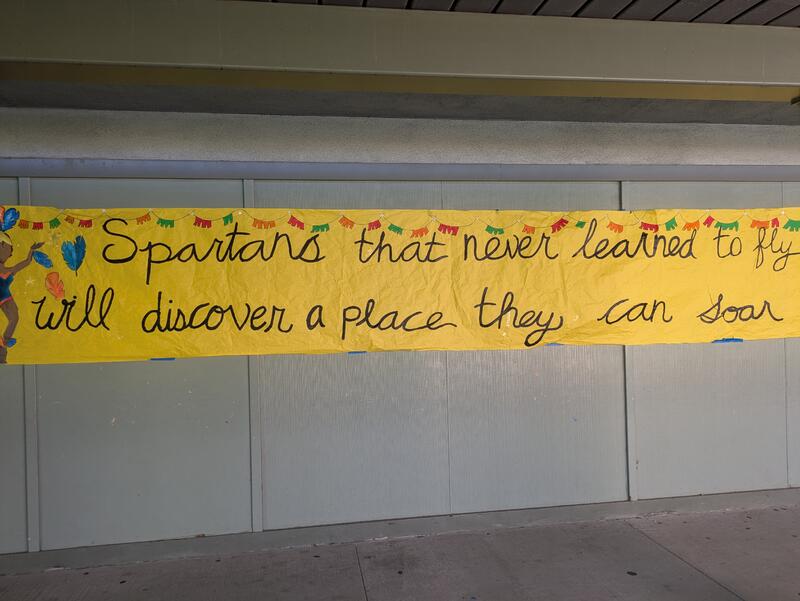 Spartans that never learned to fly
will discover a place they can soar